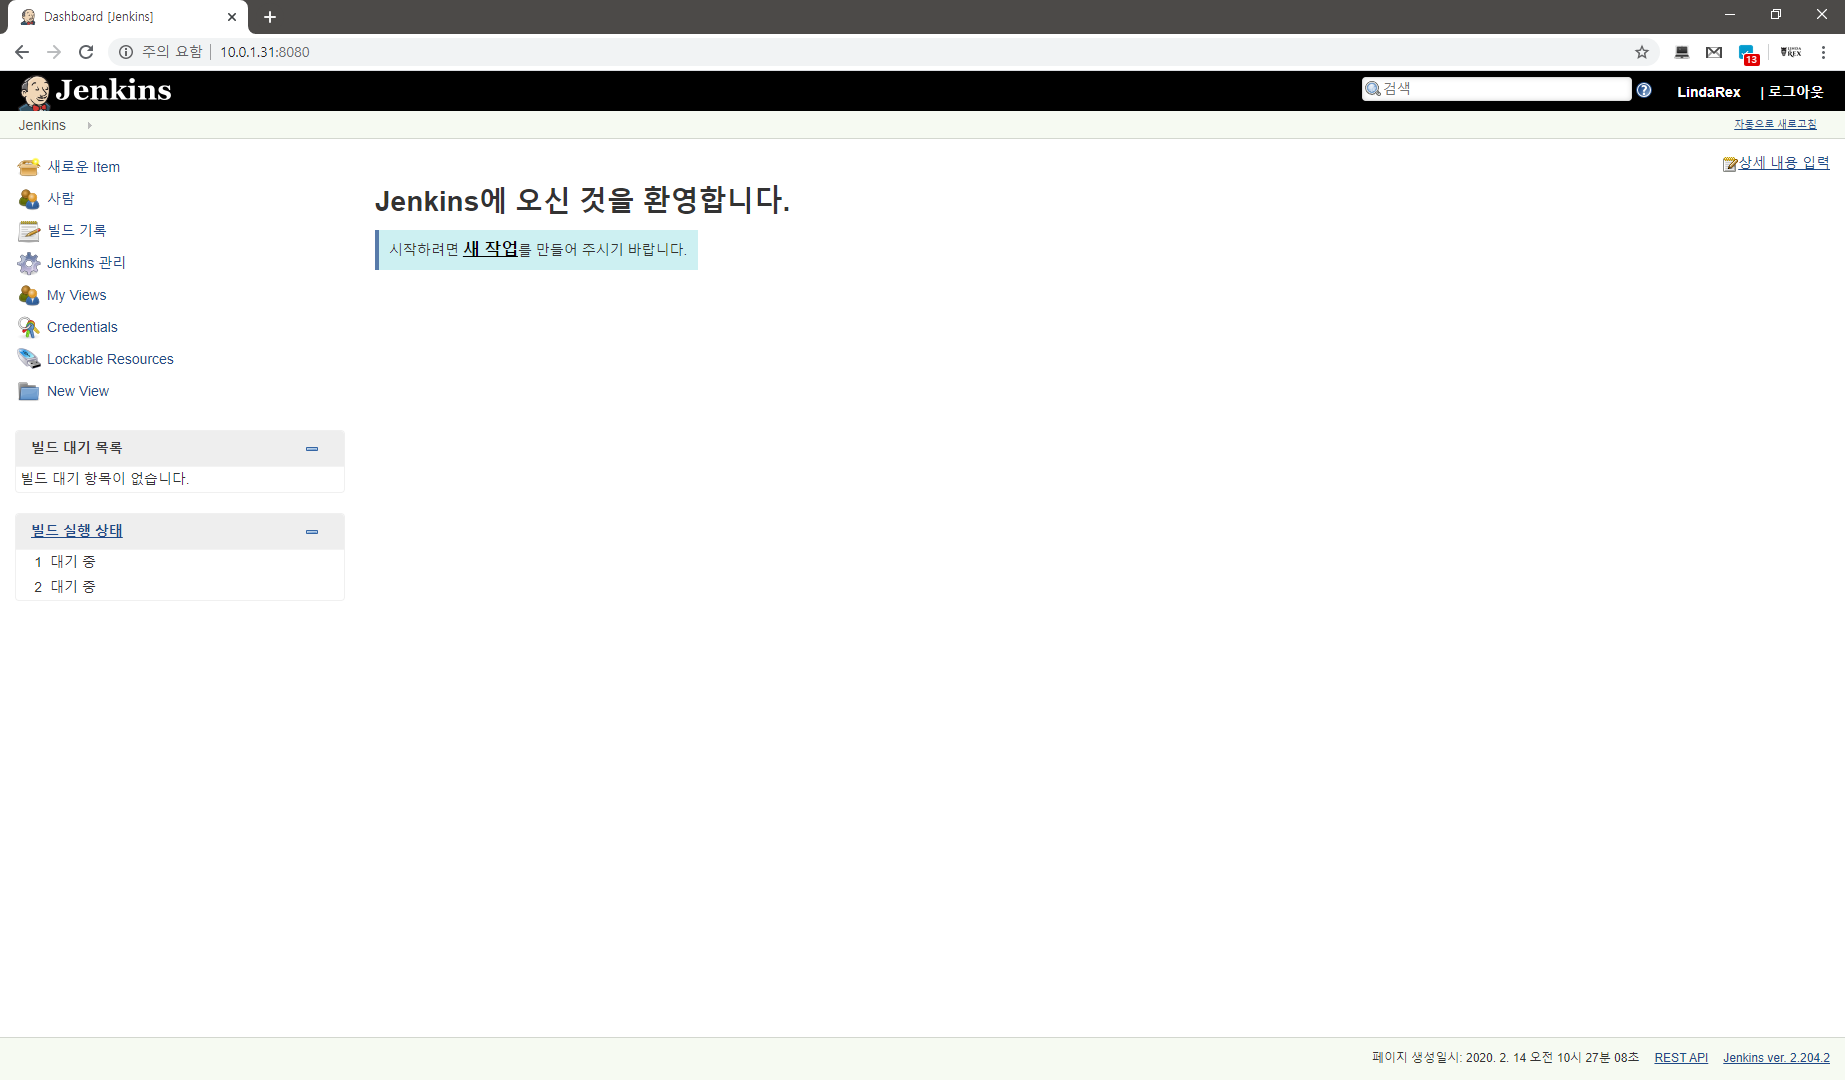 Dashboard [Jenkins]
주의 요함 | 10.0.1.31:8080
13
REX
Jenkins
검색
LindaRex
| 로그아웃
Jenkins
자동으로 새로고침
새로운 Item
상세 내용 입력
사람
빌드 기록
Jenkins 관리
My Views
Credentials
Lockable Resources
New View
Jenkins에 오신 것을 환영합니다.
시작하려면 새 작업를 만들어 주시기 바랍니다.
빌드 대기 목록
빌드 대기 항목이 없습니다.
빌드 실행 상태
1 대기 중
2 대기 중
페이지 생성일시: 2020. 2. 14 오전 10시 27분 08초 REST API Jenkins ver. 2.204.2